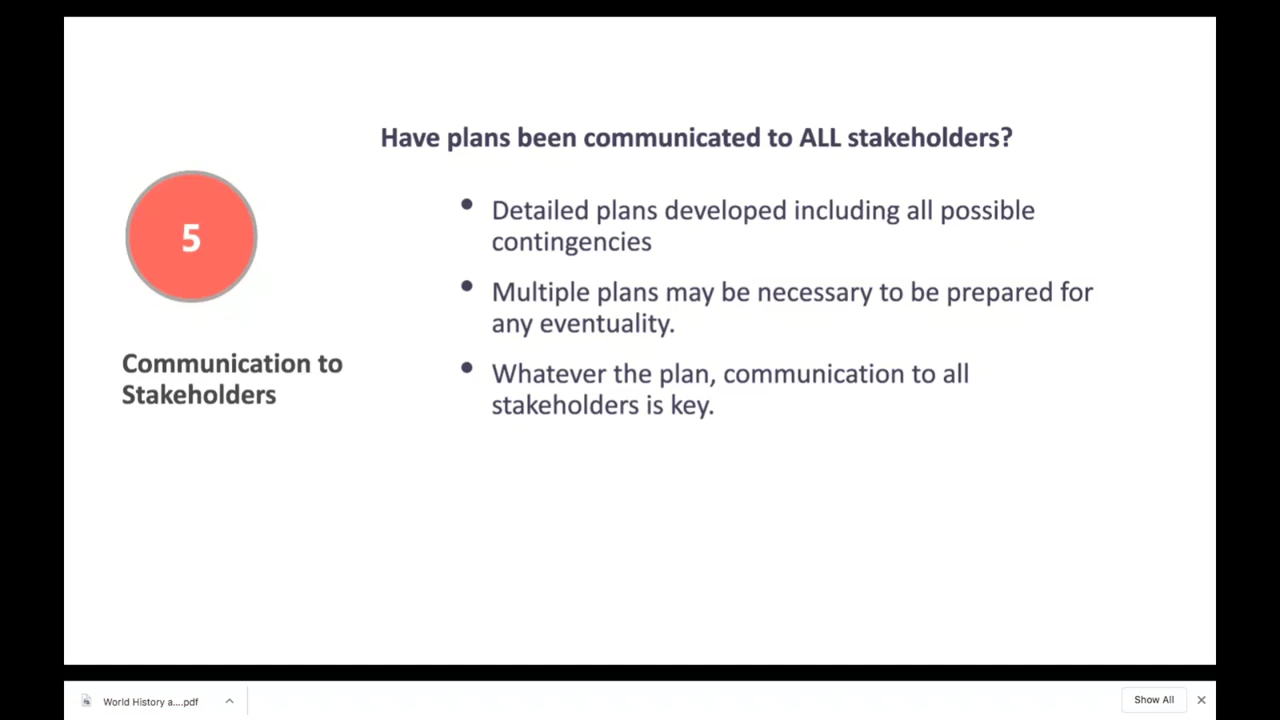 Have plans been communicated to ALL stakeholders?
5
Communication to
Stakeholders
• Detailed plans developed including all possible
contingencies
• Multiple plans may be necessary to be prepared for
any eventuality.
• Whatever the plan, communication to all
stakeholders is key.
World History a....pdf
Show All